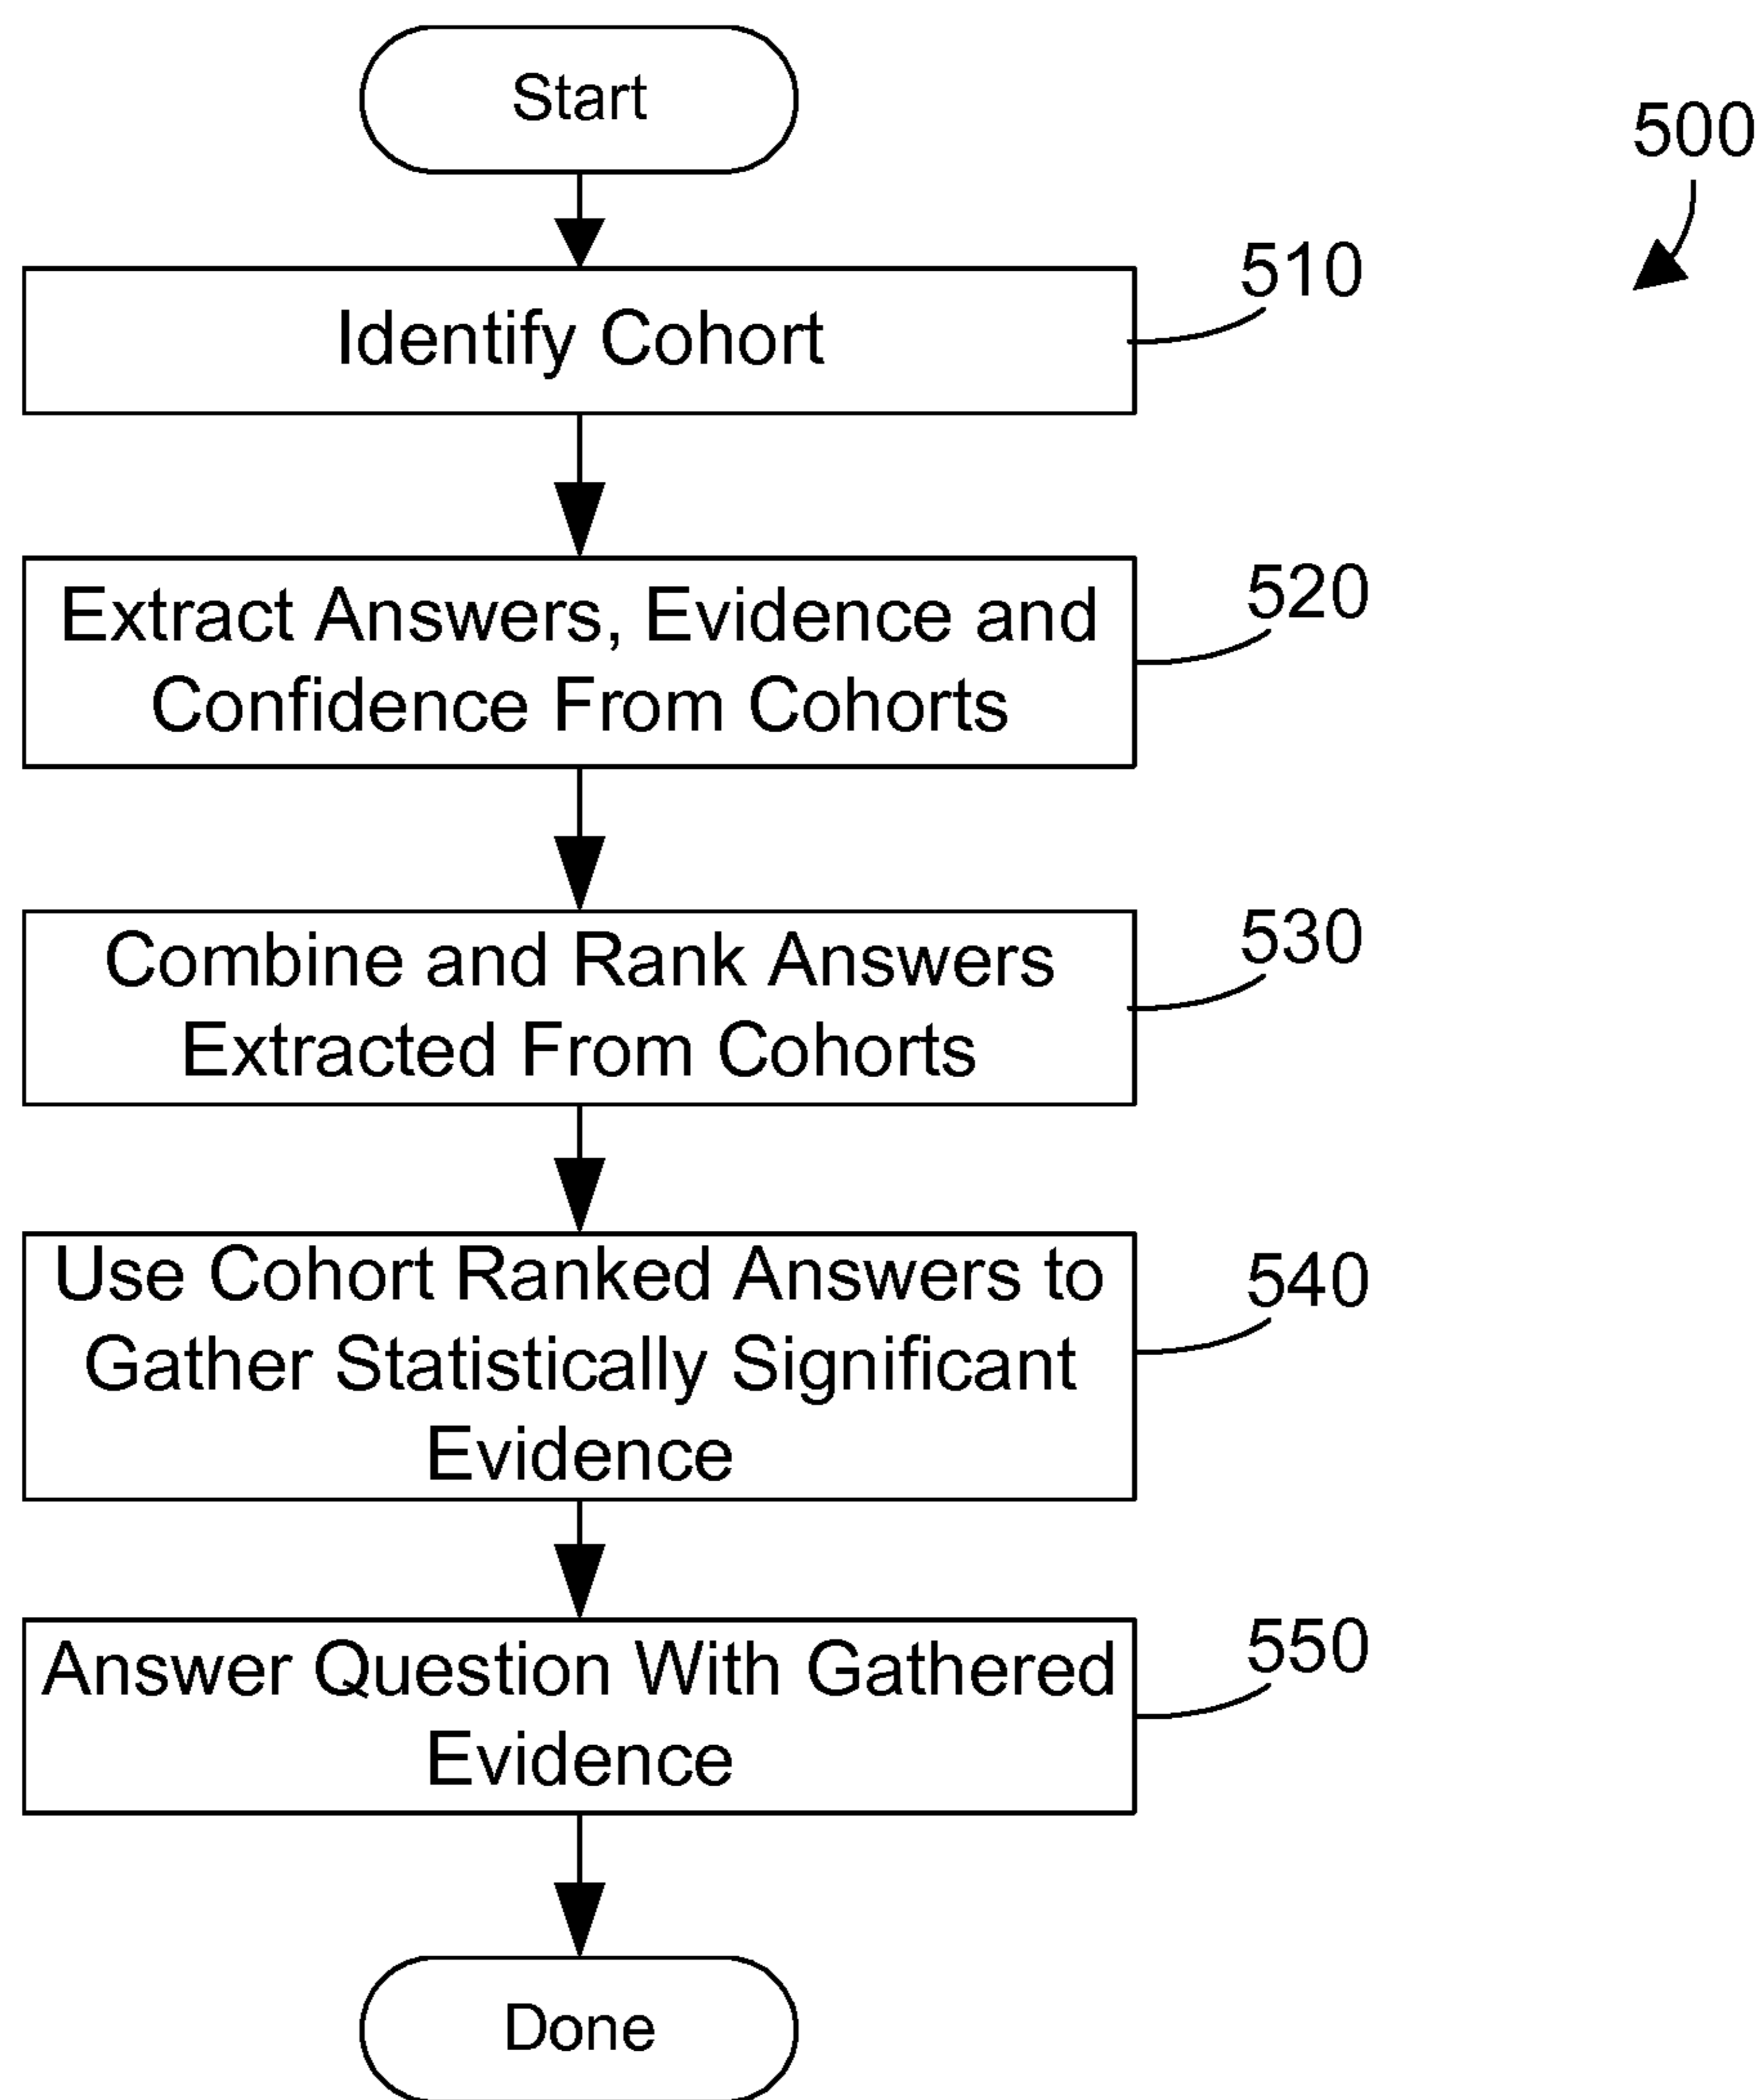 Start
500
510
Identify Cohort
520
Extract Answers, Evidence and
Confidence From Cohorts
530
Combine and Rank Answers
Extracted From Cohorts
540
Use Cohort Ranked Answers to
Gather Statistically Significant
Evidence
550
Answer Question With Gathered
Evidence
Done